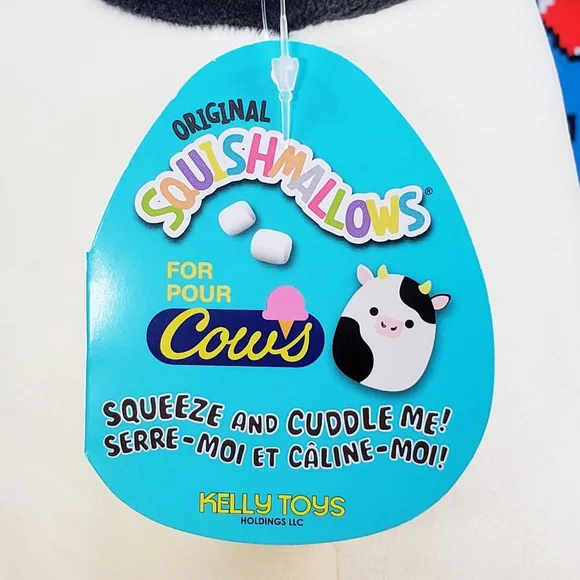 ORIGINAL
SQUISHMALLOWS®
FOR
POUR
Cows
SQUEEZE AND CUDDLE ME!
SERRE-MOI ET CÂLINE-MOI!
KELLY TOYS
HOLDINGS LLC